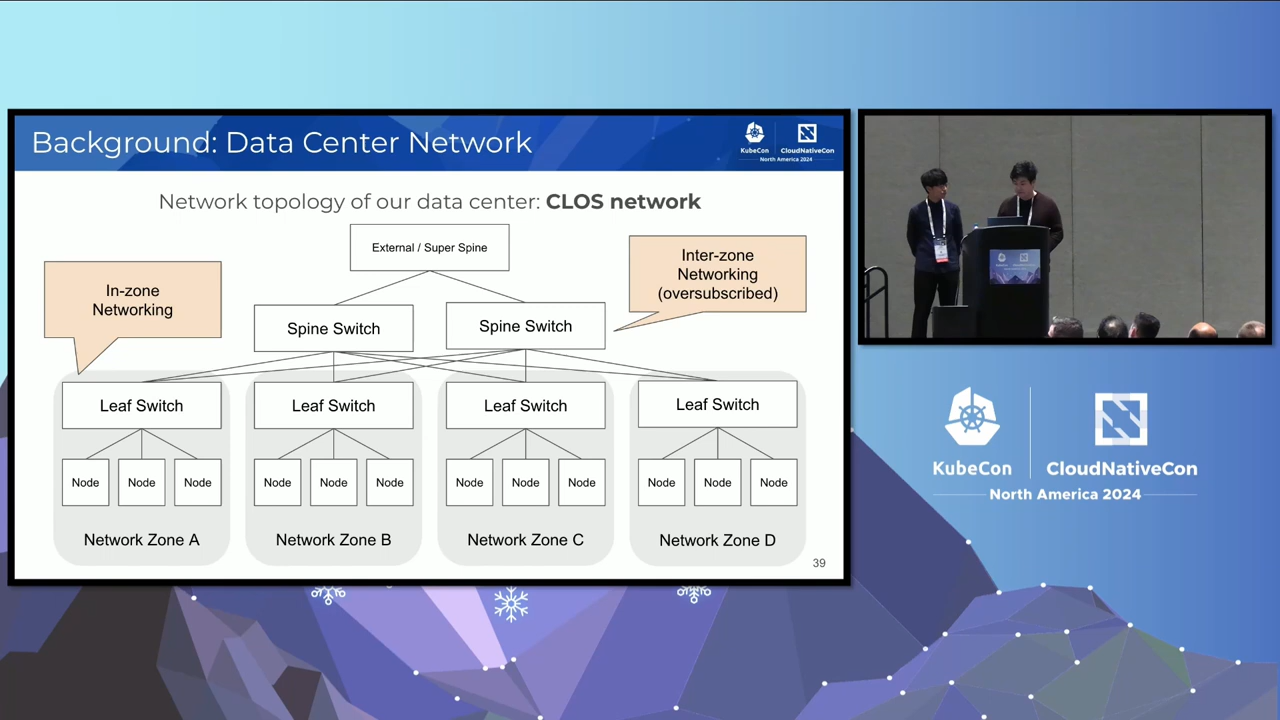 Background: Data Center Network
KubeCon
CloudNativeCon
North America 2024
Network topology of our data center: CLOS network
External / Super Spine
In-zone
Networking
Inter-zone
Networking
(oversubscribed)
Spine Switch
Spine Switch
Leaf Switch
Leaf Switch
Leaf Switch
Leaf Switch
Node
Node
Node
Node
Node
Node
Node
Node
Node
Node
Node
Node
Network Zone A
Network Zone B
Network Zone C
Network Zone D
39
KubeCon
CloudNativeCon
North America 2024